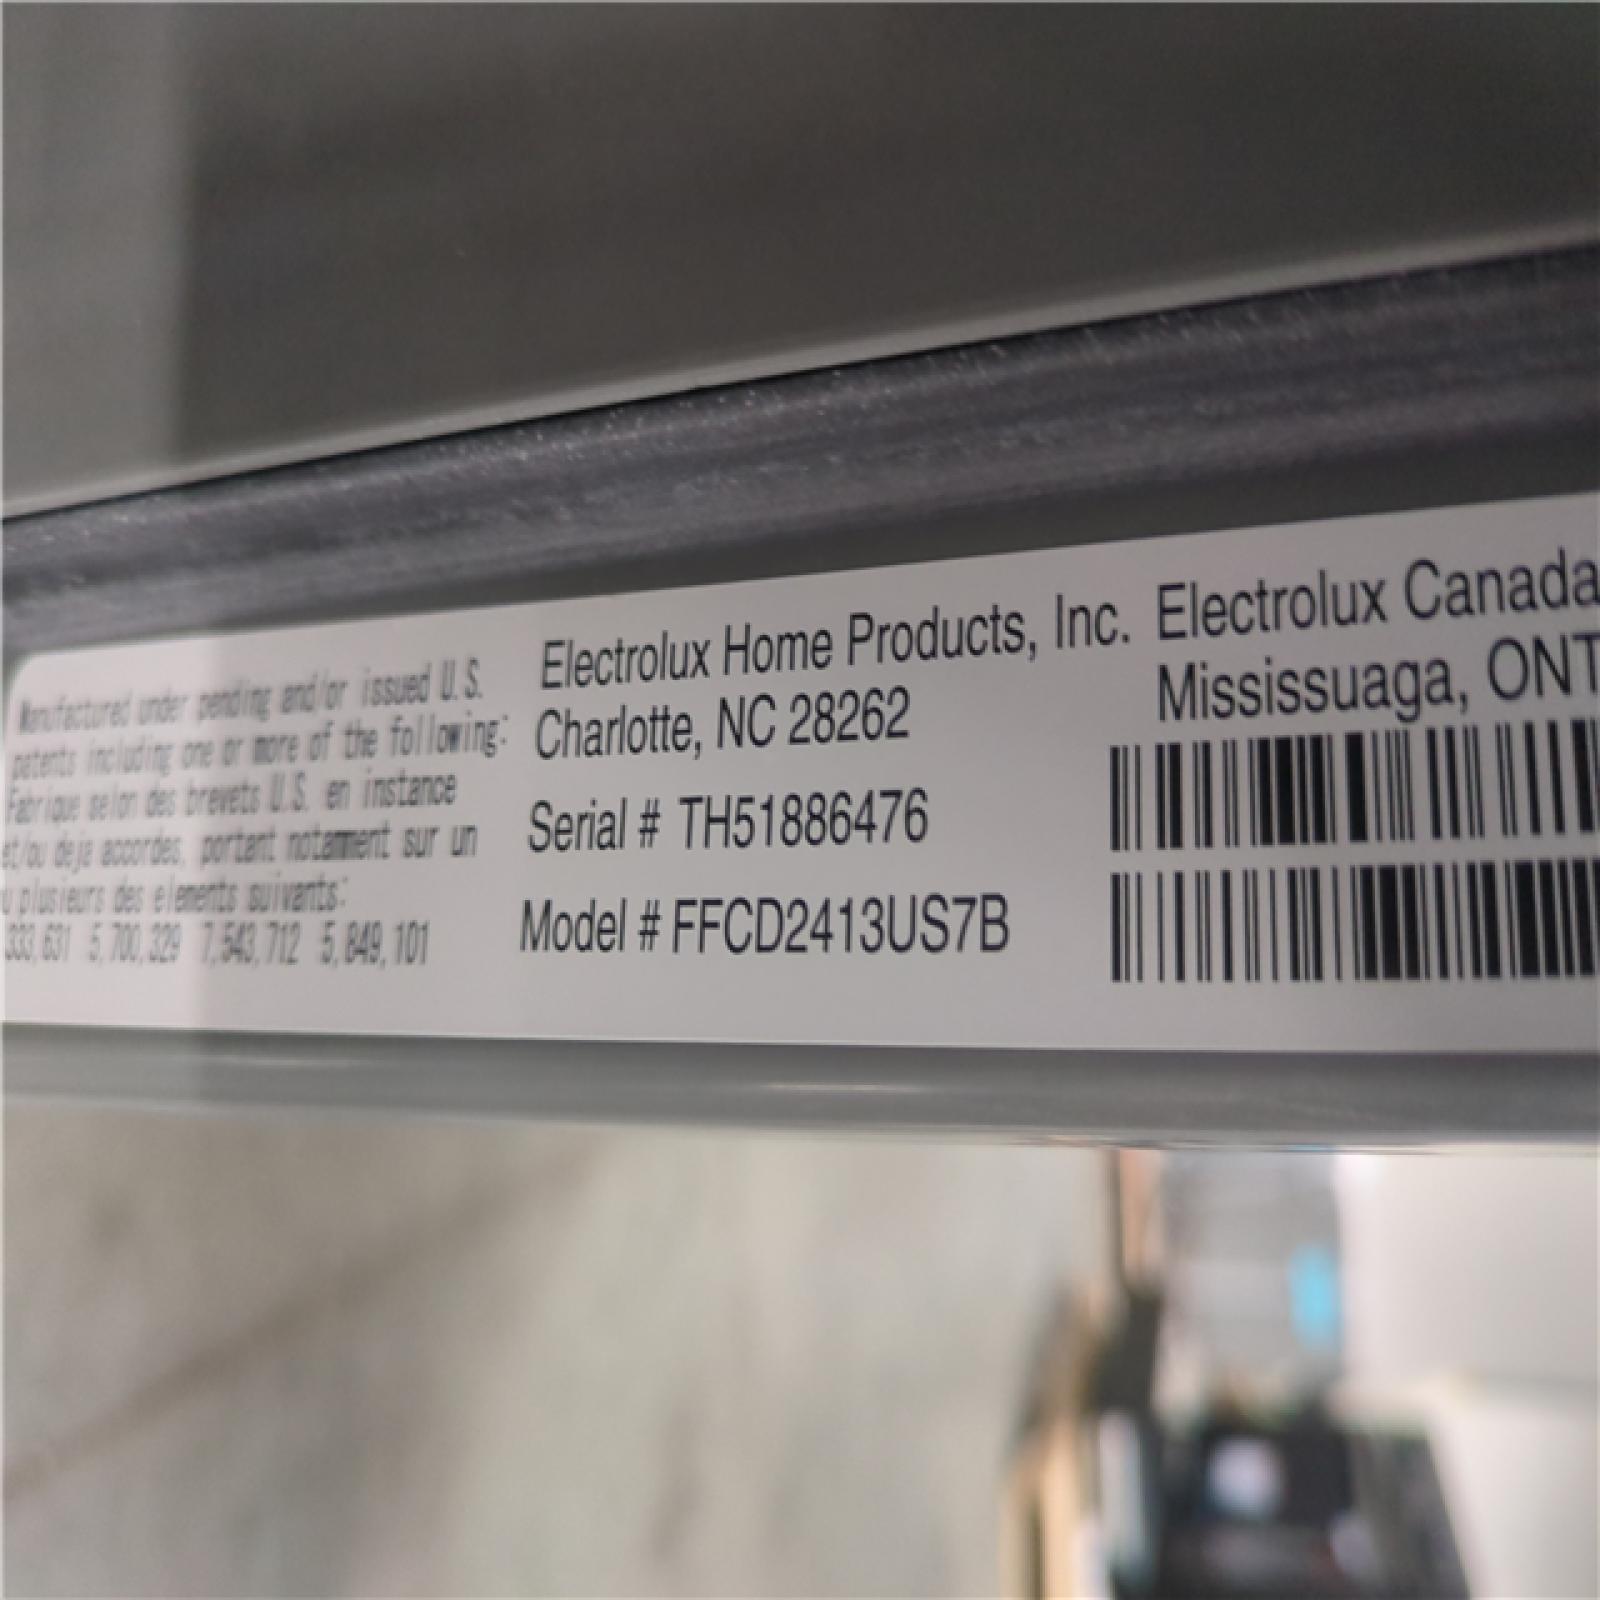 Manufactured under pending and/or issued U.S.
patents including one or more of the following:
Fabrique selon des brevets U.S. en instance
et/ou deja accordes, portant notamment sur un
u plusieurs des elements suivants:
333,631 5,700,329 7,543,712 5,849,101
Electrolux Home Products, Inc.
Charlotte, NC 28262
Serial # TH51886476
Model # FFCD2413US7B
Electrolux Canada
Mississuaga, ONT